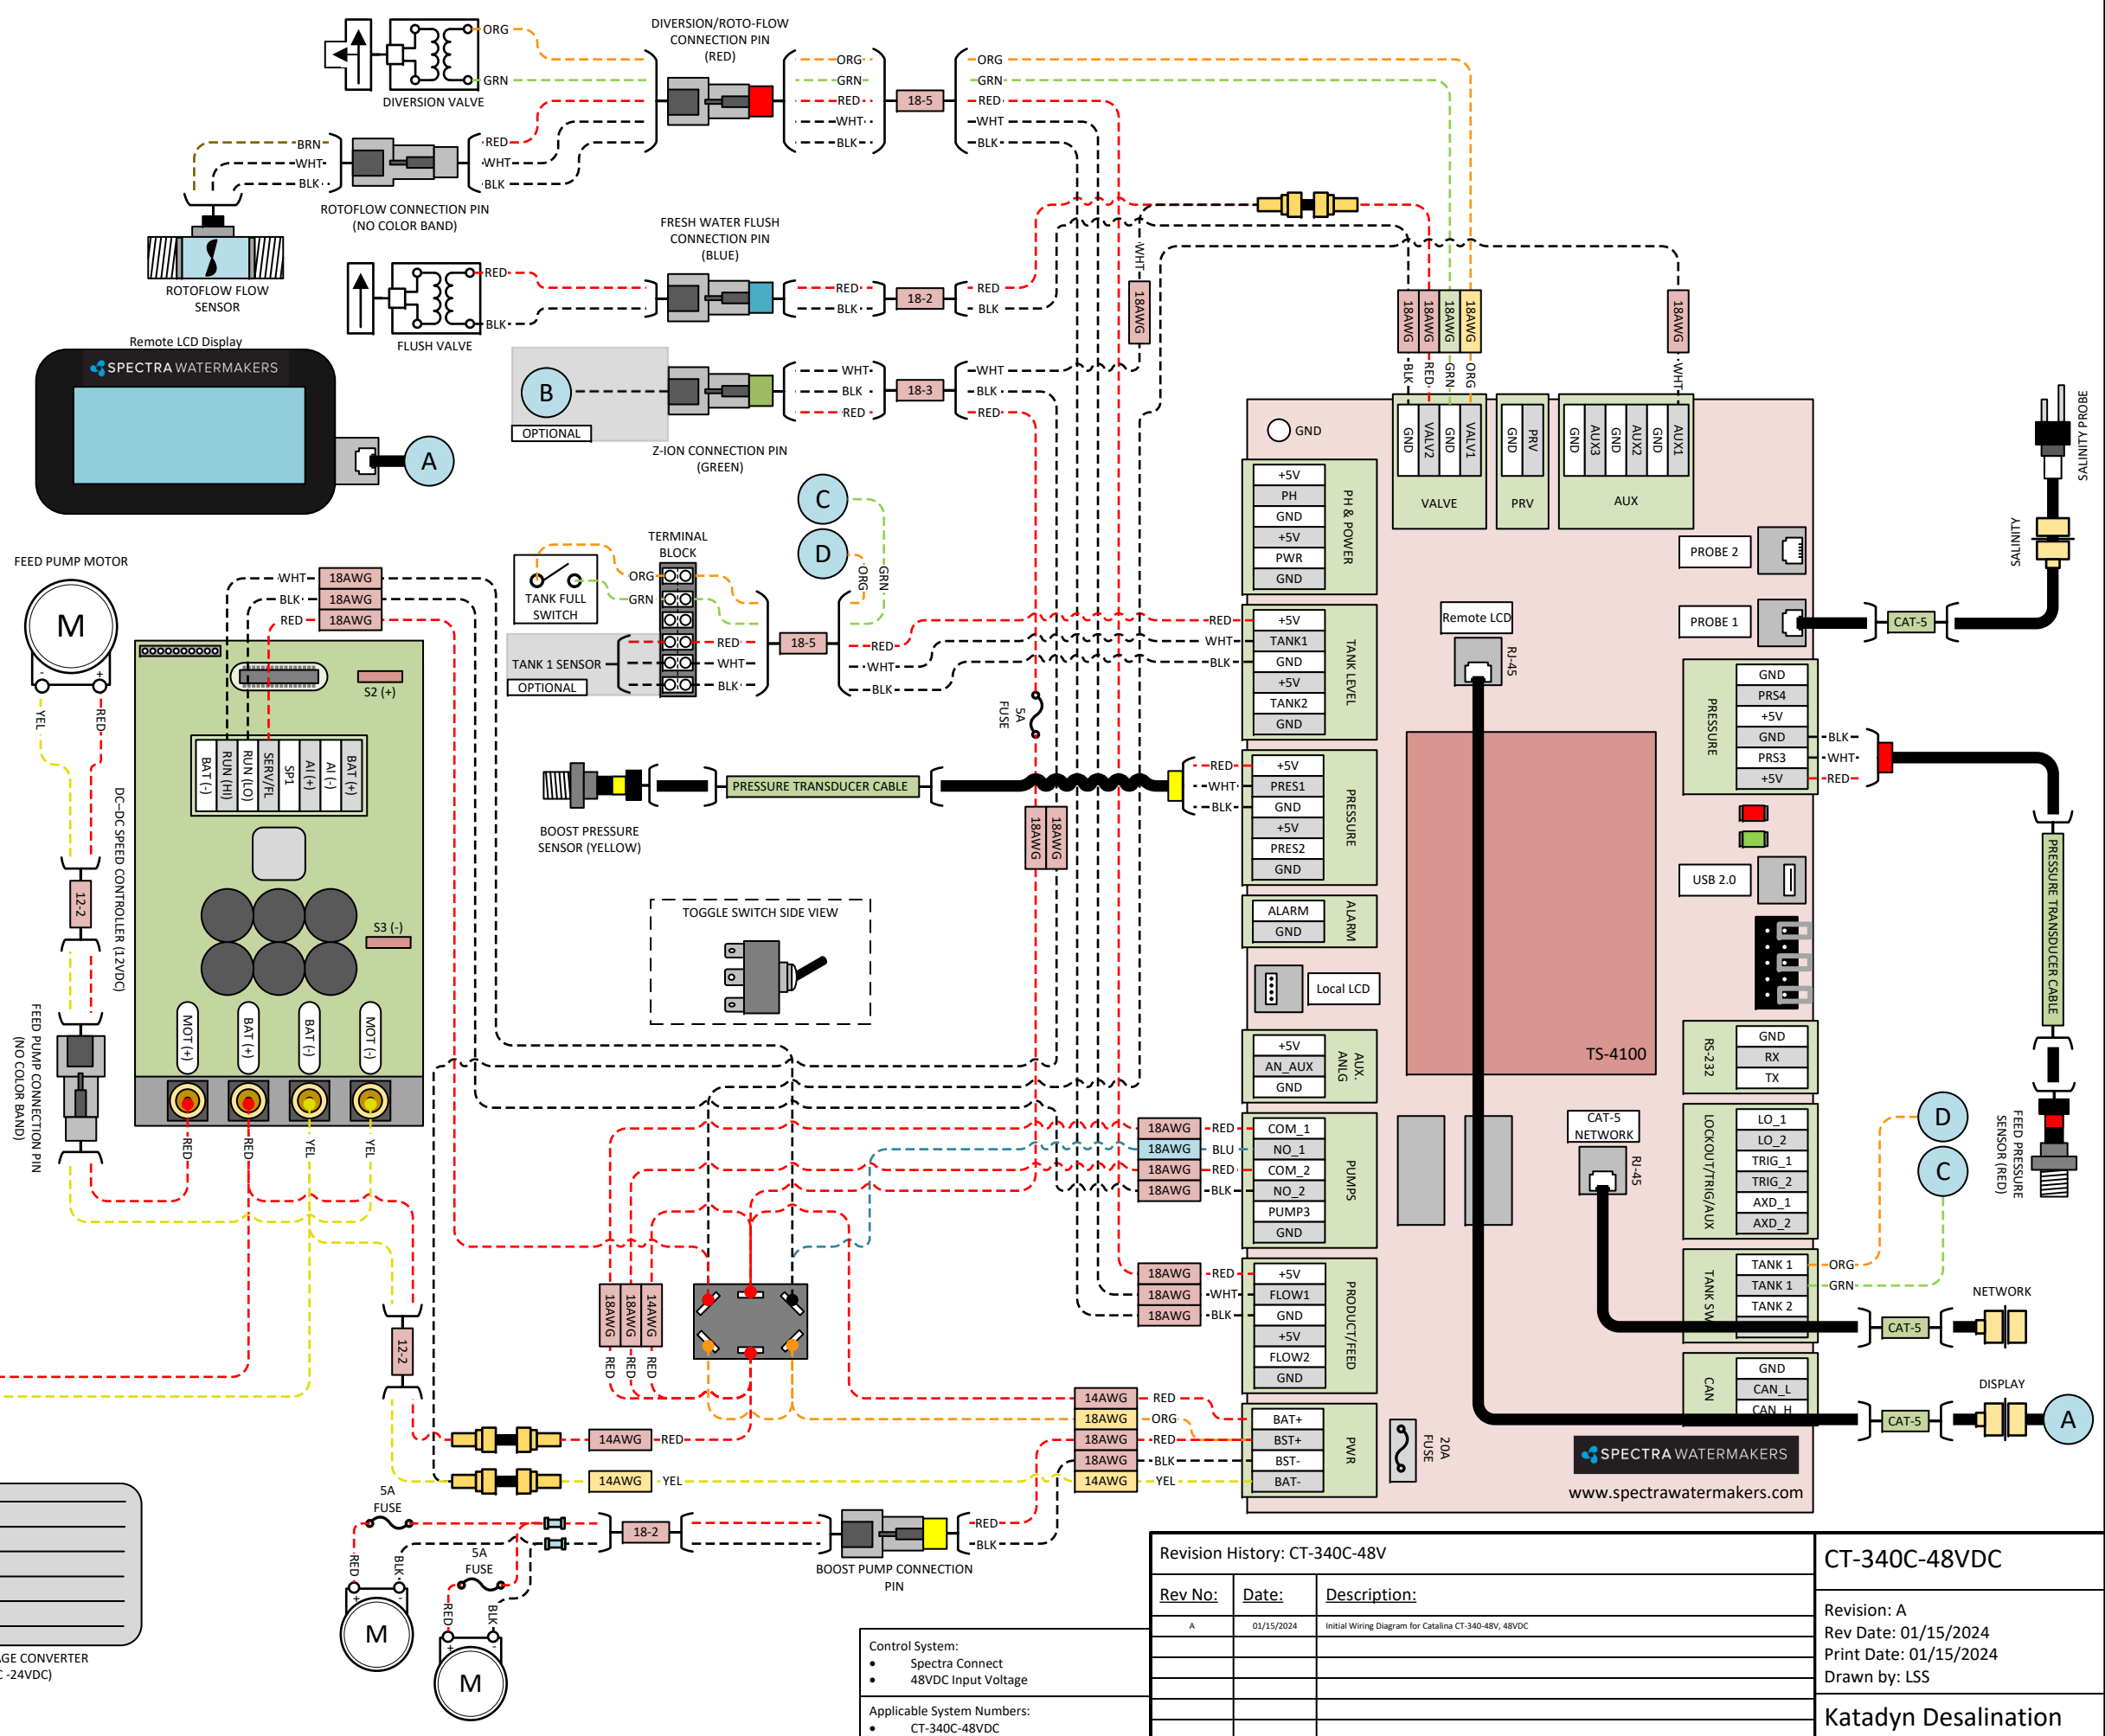 DIVERSION/ROTO-FLOW
CONNECTION PIN
(RED)
ORG
GRN
DIVERSION VALVE
ORG
GRN
RED
WHT
BLK
18-5
ORG
GRN
RED
WHT
BLK
BRN
WHT
BLK
RED
WHT
BLK
ROTOFLOW CONNECTION PIN
(NO COLOR BAND)
ROTOFLOW FLOW
SENSOR
FRESH WATER FLUSH
CONNECTION PIN
(BLUE)
RED
BLK
FLUSH VALVE
RED
BLK
18-2
RED
BLK
WHT
18AWG
18AWG
18AWG
18AWG
18AWG
18AWG
BLK
RED
GRN
ORG
WHT
Remote LCD Display
SPECTRA WATERMAKERS
A
B
OPTIONAL
WHT
BLK
RED
18-3
WHT
BLK
RED
Z-ION CONNECTION PIN
(GREEN)
C
D
ORG
GRN
TERMINAL
BLOCK
TANK FULL
SWITCH
ORG
GRN
TANK 1 SENSOR
OPTIONAL
RED
WHT
BLK
18-5
RED
WHT
BLK
5A
FUSE
RED
WHT
BLK
GND
GND
VALV2
GND
VALV1
VALVE
GND
PRV
PRV
GND
AUX3
GND
AUX2
GND
AUX1
AUX
+5V
PH
GND
+5V
PWR
GND
PH & POWER
+5V
TANK1
GND
+5V
TANK2
GND
TANK LEVEL
PROBE 2
PROBE 1
Remote LCD
RJ-45
CAT-5
SALINITY PROBE
SALINITY
GND
PRS4
+5V
GND
PRS3
+5V
PRESSURE
BLK
WHT
RED
PRESSURE TRANSDUCER CABLE
FEED PRESSURE
SENSOR (RED)
USB 2.0
FEED PUMP MOTOR
M
-
+
YEL
RED
WHT
BLK
RED
18AWG
18AWG
18AWG
S2 (+)
BAT (-)
RUN (HI)
RUN (LO)
SERV/FL
SP1
AI (+)
AI (-)
BAT (+)
S3 (-)
DC–DC SPEED CONTROLLER (12VDC)
12-2
FEED PUMP CONNECTION PIN
(NO COLOR BAND)
MOT (+)
BAT (+)
BAT (-)
MOT (-)
RED
RED
YEL
YEL
BOOST PRESSURE
SENSOR (YELLOW)
PRESSURE TRANSDUCER CABLE
18AWG
18AWG
RED
WHT
BLK
+5V
PRES1
GND
+5V
PRES2
GND
PRESSURE
TOGGLE SWITCH SIDE VIEW
ALARM
GND
ALARM
Local LCD
+5V
AN_AUX
GND
AUX.
ANLG
TS-4100
GND
RX
TX
RS-232
18AWG
18AWG
18AWG
18AWG
RED
BLU
RED
BLK
COM_1
NO_1
COM_2
NO_2
PUMP3
GND
PUMPS
CAT-5
NETWORK
RJ-45
LO_1
LO_2
TRIG_1
TRIG_2
AXD_1
AXD_2
LOCKOUT/TRIG/AUX
D
C
18AWG
18AWG
18AWG
RED
WHT
BLK
+5V
FLOW1
GND
+5V
FLOW2
GND
PRODUCT/FEED
TANK 1
TANK 1
TANK 2
TANK SW
ORG
GRN
NETWORK
CAT-5
GND
CAN_L
CAN_H
CAN
DISPLAY
CAT-5
A
18AWG
18AWG
14AWG
RED
RED
RED
12-2
14AWG
RED
14AWG
YEL
14AWG
18AWG
18AWG
18AWG
14AWG
RED
ORG
RED
BLK
YEL
BAT+
BST+
BST-
BAT-
PWR
20A
FUSE
SPECTRA WATERMAKERS
www.spectrawatermakers.com
5A
FUSE
RED
BLK
+
-
M
5A
FUSE
RED
BLK
+
-
M
18-2
RED
BLK
BOOST PUMP CONNECTION
PIN
AGE CONVERTER
C -24VDC)
Control System:
• Spectra Connect
• 48VDC Input Voltage
Applicable System Numbers:
• CT-340C-48VDC
Revision History: CT-340C-48V
Rev No: Date: Description:
A 01/15/2024 Initial Wiring Diagram for Catalina CT-340-48V, 48VDC
CT-340C-48VDC
Revision: A
Rev Date: 01/15/2024
Print Date: 01/15/2024
Drawn by: LSS
Katadyn Desalination